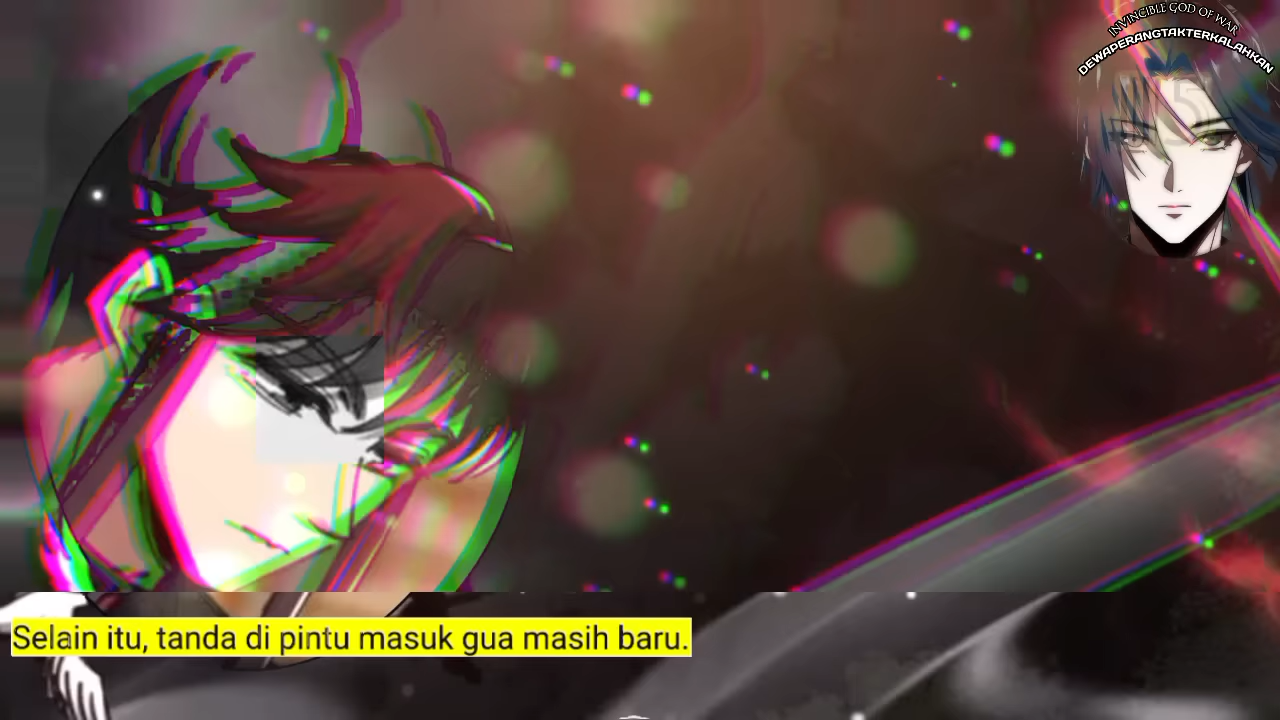 INVINCIBLE GOD OF WAR
DEWAPERANGTAKTERKALAHKAN
Selain itu, tanda di pintu masuk gua masih baru.